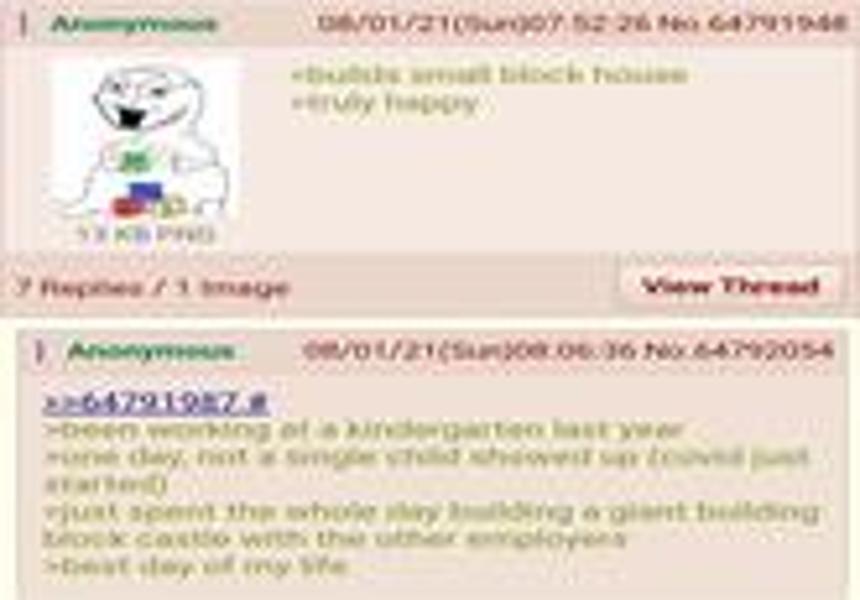 Anonymous 08/01/21(Sun)07:52:26 No.64791948
>builds small block house
>truly happy
13 KB PNG
7 Replies / 1 Image View Thread
Anonymous 08/01/21(Sun)08:06:36 No.64792054
>>64791987 #
>been working at a kindergarten last year
>one day, not a single child showed up (covid just
started)
>just spent the whole day building a giant building
block castle with the other employers
>best day of my life